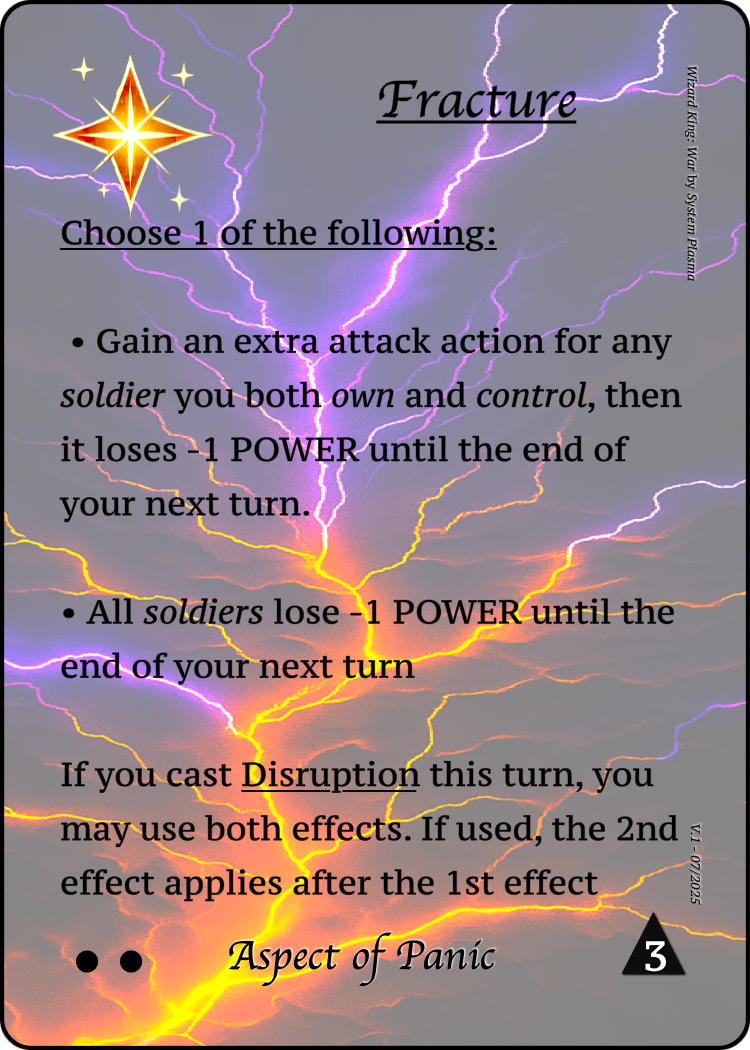 Fracture
Wizard King: War by System Plasma
Choose 1 of the following:
• Gain an extra attack action for any
soldier you both own and control, then
it loses -1 POWER until the end of
your next turn.
• All soldiers lose -1 POWER until the
end of your next turn
If you cast Disruption this turn, you
may use both effects. If used, the 2nd
effect applies after the 1st effect
V.1 - 07/2025
Aspect of Panic
3